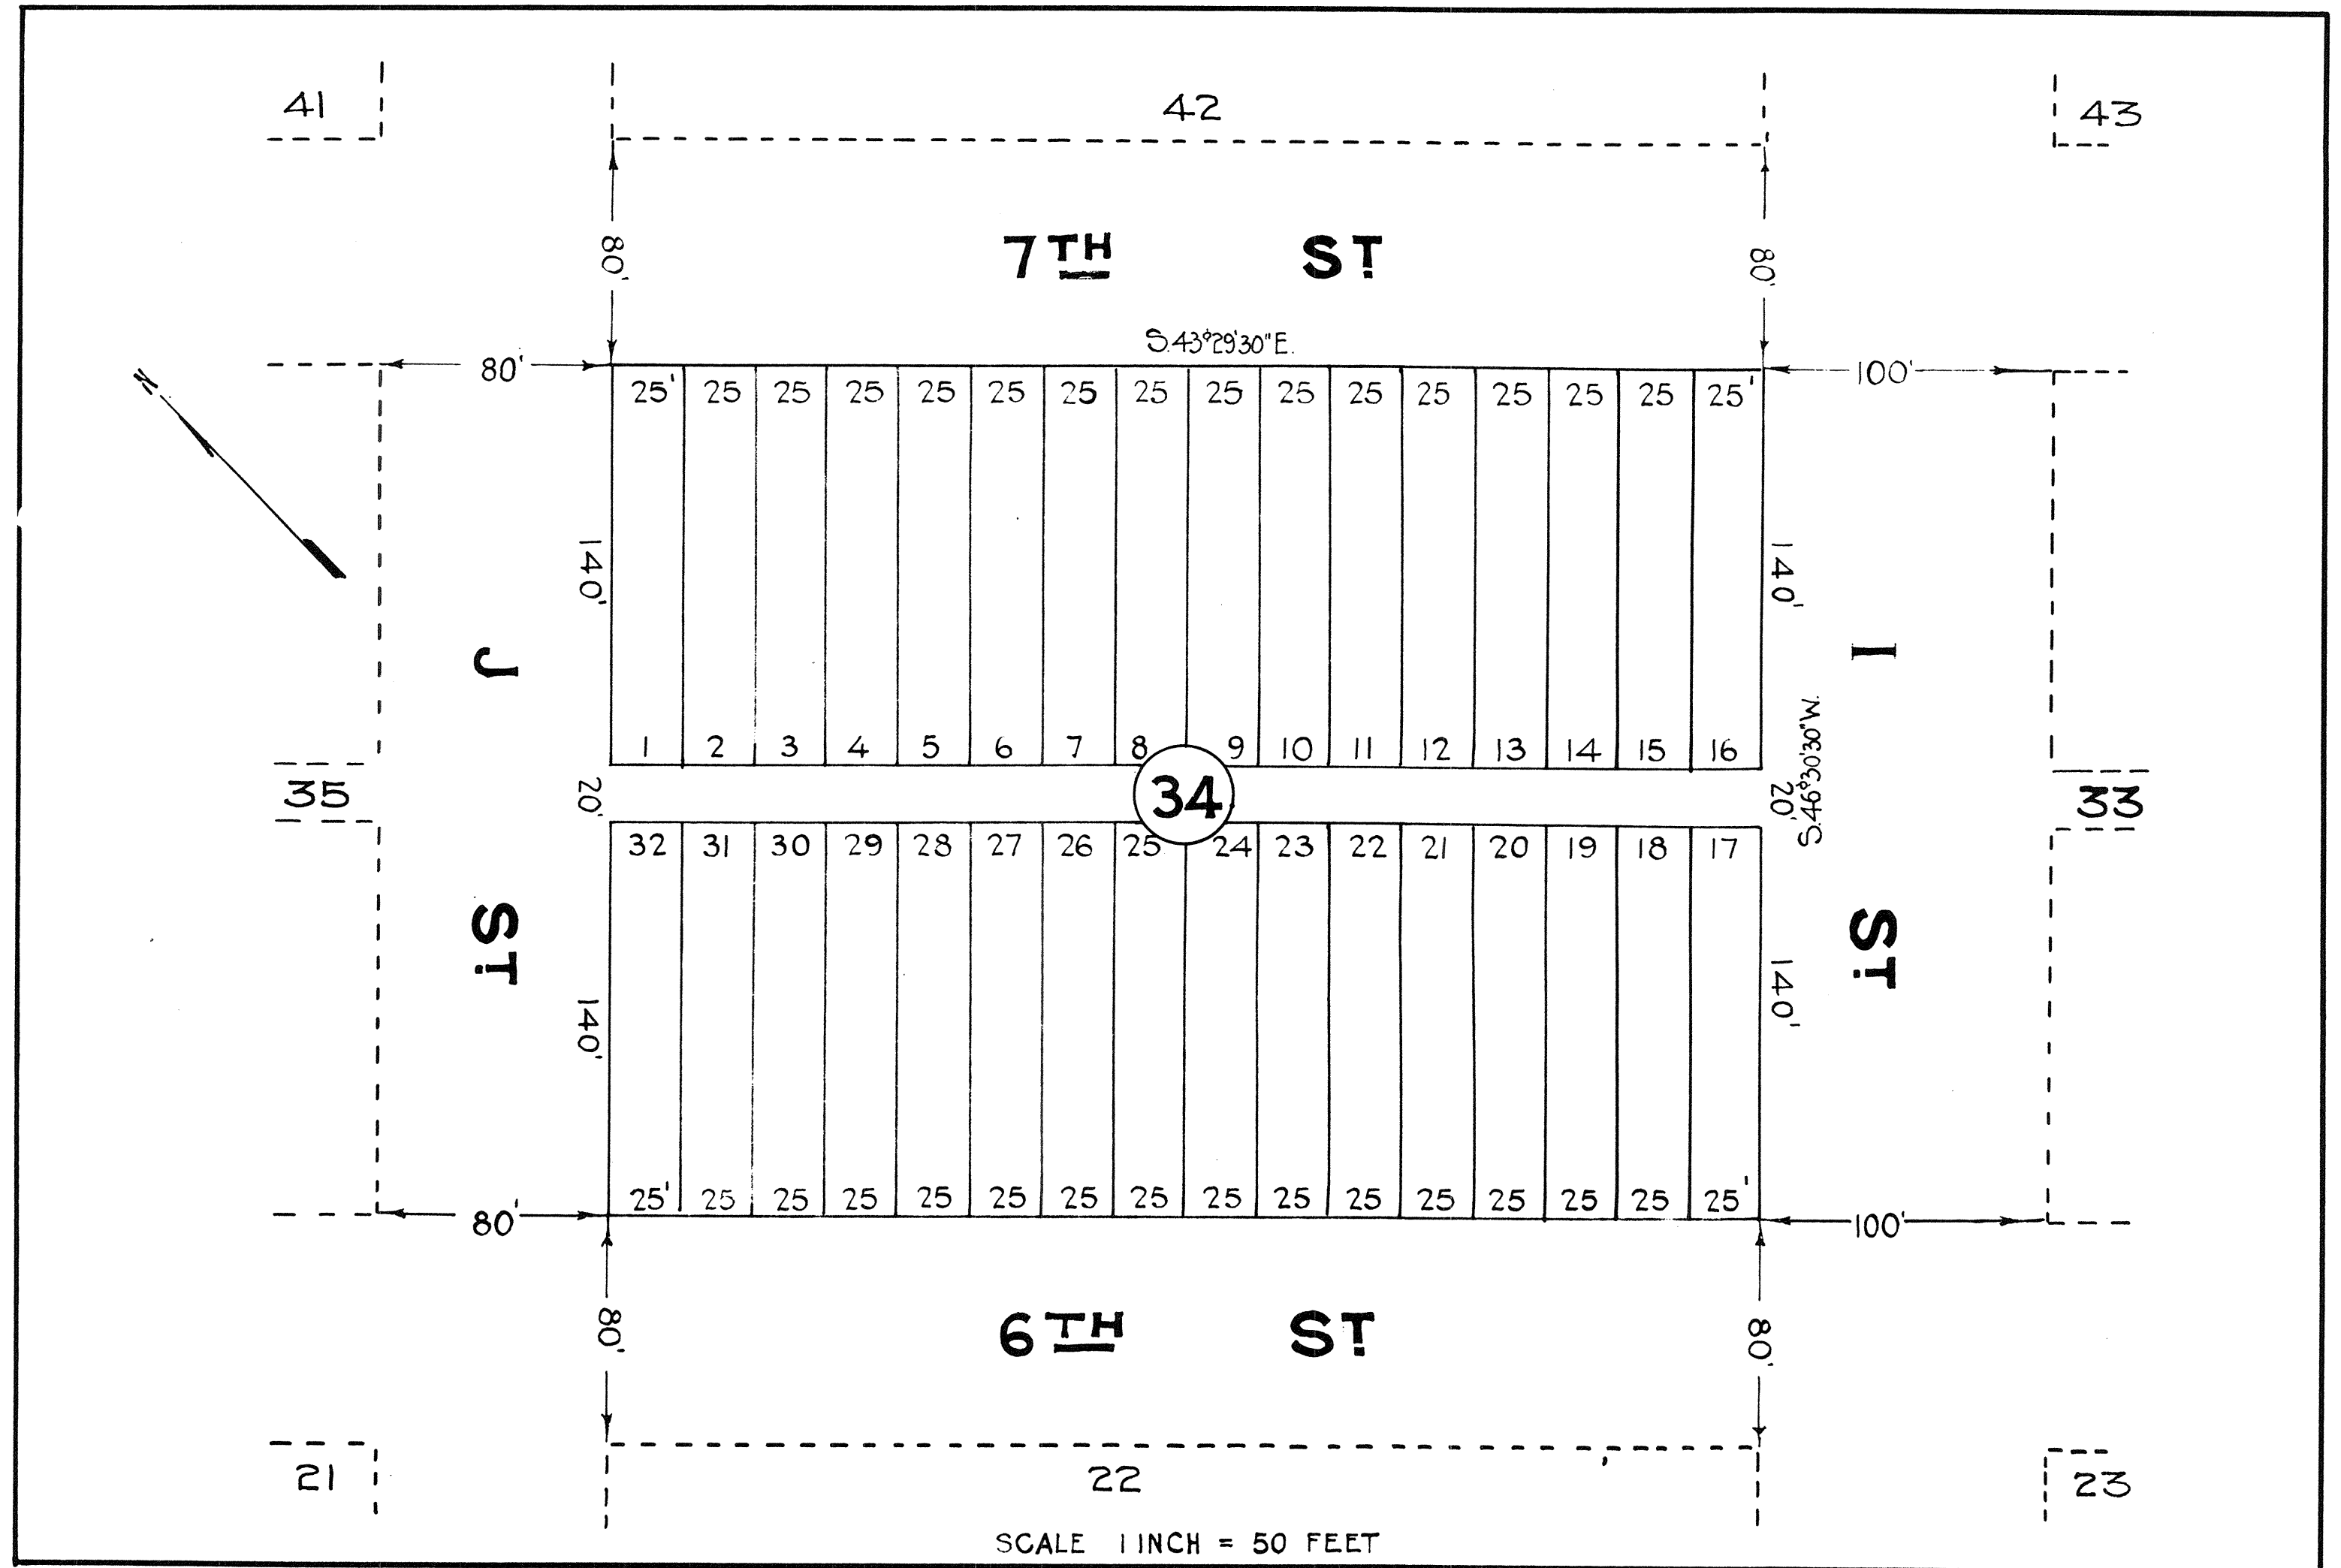 41 42 43
80' 7TH ST 80'
S.43°29'30"E.
80' 100'
25' 25 25 25 25 25 25 25 25 25 25 25 25 25 25 25'
N
140' 140'
J ST
I ST
S.46°30'30"W.
1 2 3 4 5 6 7 8 9 10 11 12 13 14 15 16
35 20' 34 20' 33
32 31 30 29 28 27 26 25 24 23 22 21 20 19 18 17
140' 140'
25' 25 25 25 25 25 25 25 25 25 25 25 25 25 25 25'
80' 100'
80' 6TH ST 80'
21 22 23
SCALE 1 INCH = 50 FEET